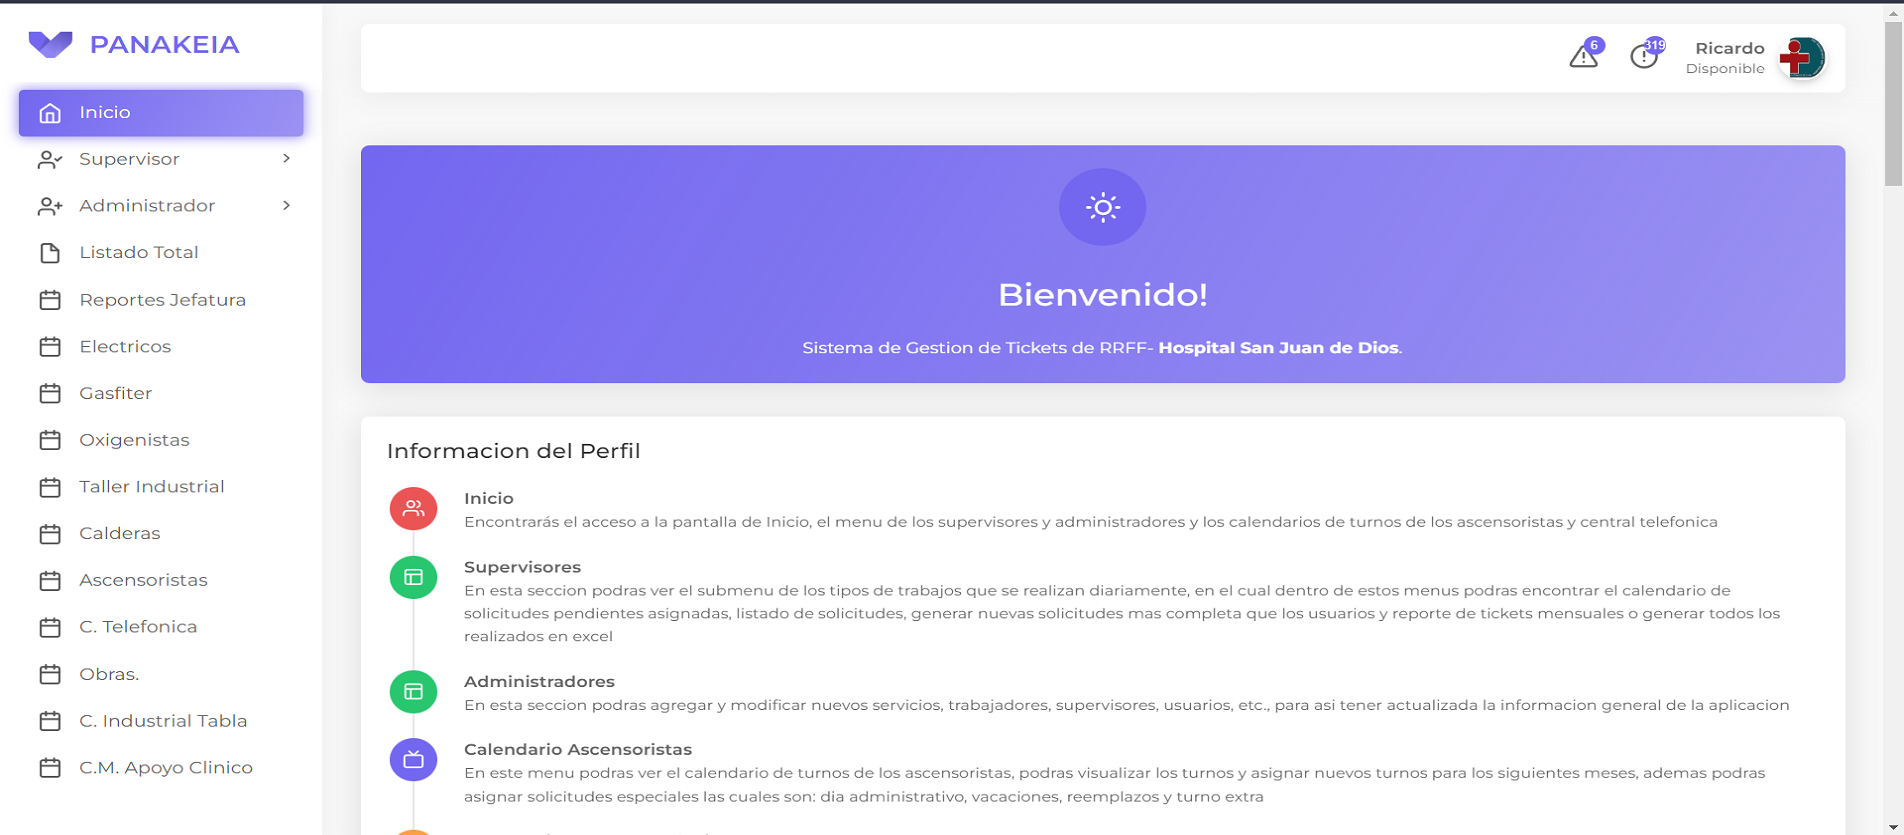 PANAKEIA
Inicio
Supervisor
Administrador
Listado Total
Reportes Jefatura
Electricos
Gasfiter
Oxigenistas
Taller Industrial
Calderas
Ascensoristas
C. Telefonica
Obras.
C. Industrial Tabla
C.M. Apoyo Clinico
6
319
Ricardo
Disponible
Bienvenido!
Sistema de Gestion de Tickets de RRFF- Hospital San Juan de Dios.
Informacion del Perfil
Inicio
Encontrarás el acceso a la pantalla de Inicio, el menu de los supervisores y administradores y los calendarios de turnos de los ascensoristas y central telefonica
Supervisores
En esta seccion podras ver el submenu de los tipos de trabajos que se realizan diariamente, en el cual dentro de estos menus podras encontrar el calendario de
solicitudes pendientes asignadas, listado de solicitudes, generar nuevas solicitudes mas completa que los usuarios y reporte de tickets mensuales o generar todos los
realizados en excel
Administradores
En esta seccion podras agregar y modificar nuevos servicios, trabajadores, supervisores, usuarios, etc., para asi tener actualizada la informacion general de la aplicacion
Calendario Ascensoristas
En este menu podras ver el calendario de turnos de los ascensoristas, podras visualizar los turnos y asignar nuevos turnos para los siguientes meses, ademas podras
asignar solicitudes especiales las cuales son: dia administrativo, vacaciones, reemplazos y turno extra